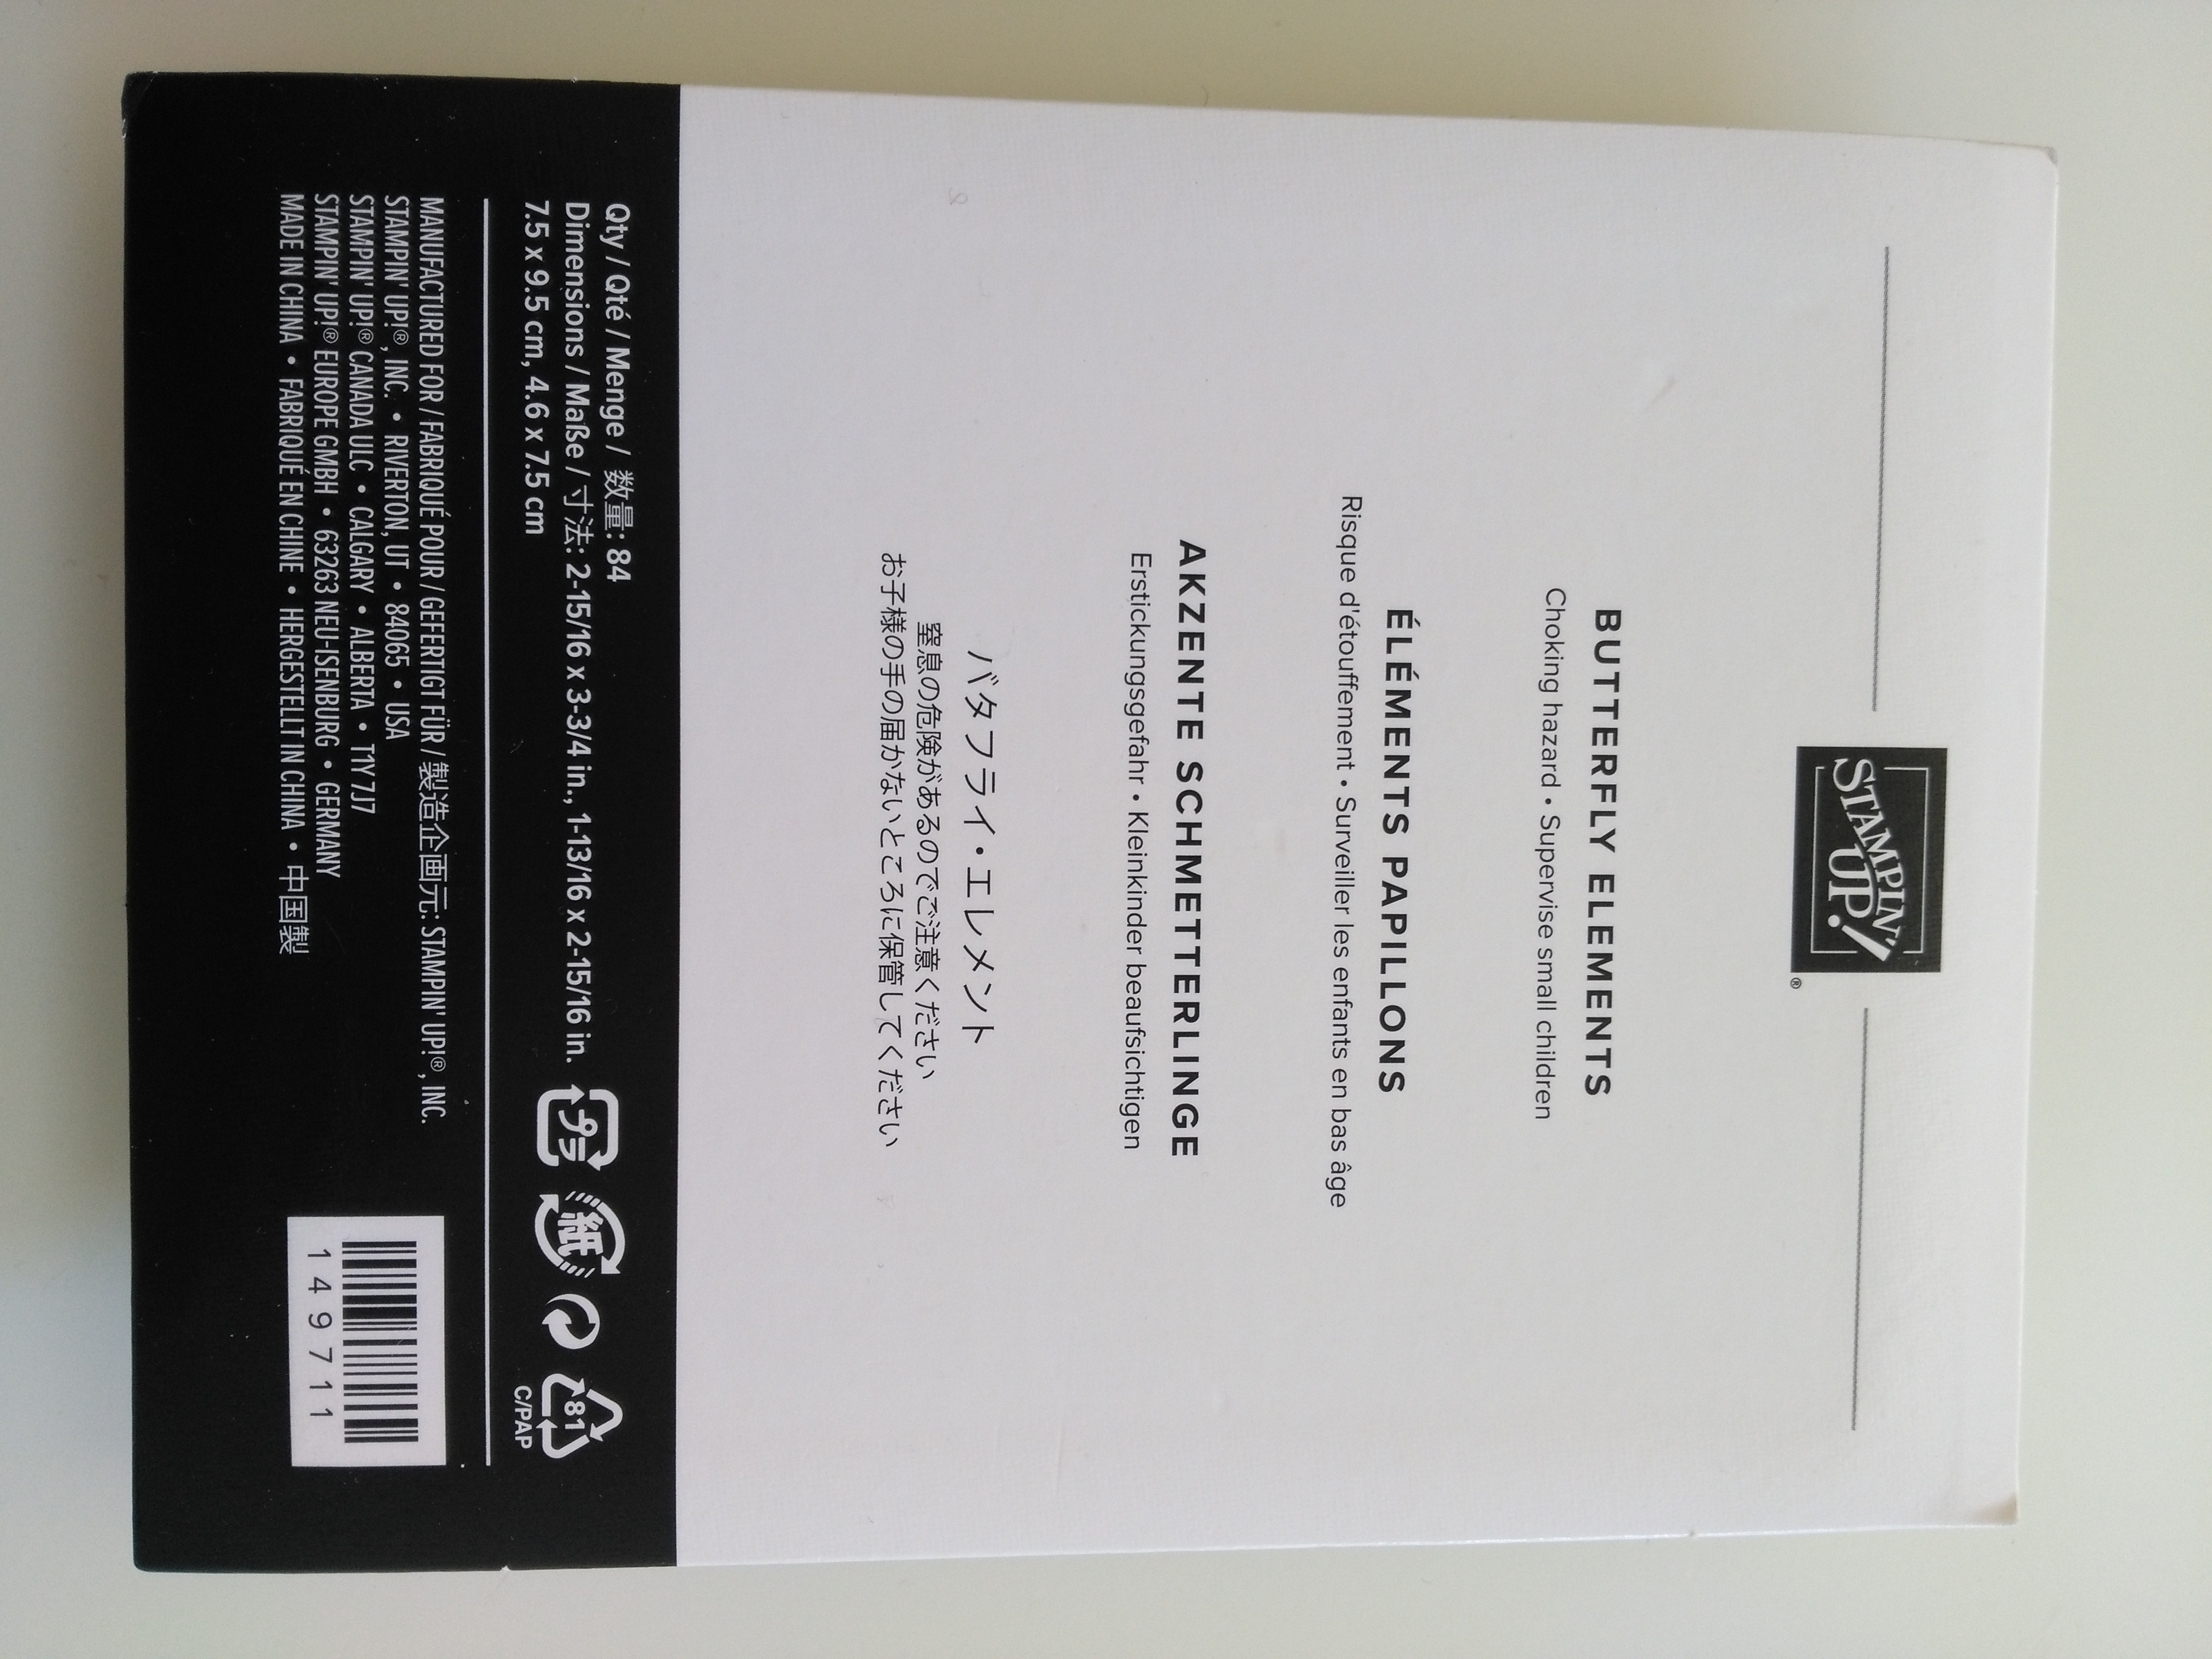 STAMPIN'
UP!®
BUTTERFLY ELEMENTS
Choking hazard • Supervise small children
ÉLÉMENTS PAPILLONS
Risque d'étouffement • Surveiller les enfants en bas âge
AKZENTE SCHMETTERLINGE
Erstickungsgefahr • Kleinkinder beaufsichtigen
バタフライ・エレメント
窒息の危険があるのでご注意ください
お子様の手の届かないところに保管してください
Qty / Qté / Menge / 数量: 84
Dimensions / Maße / 寸法: 2-15/16 x 3-3/4 in., 1-13/16 x 2-15/16 in.
7.5 x 9.5 cm, 4.6 x 7.5 cm
プ
紙
81
C/PAP
MANUFACTURED FOR / FABRIQUÉ POUR / GEFERTIGT FÜR / 製造企画元: STAMPIN' UP!®, INC.
STAMPIN' UP!®, INC. • RIVERTON, UT • 84065 • USA
STAMPIN' UP!® CANADA ULC • CALGARY • ALBERTA • T1Y 7J7
STAMPIN' UP!® EUROPE GMBH • 63263 NEU-ISENBURG • GERMANY
MADE IN CHINA • FABRIQUÉ EN CHINE • HERGESTELLT IN CHINA • 中国製
149711